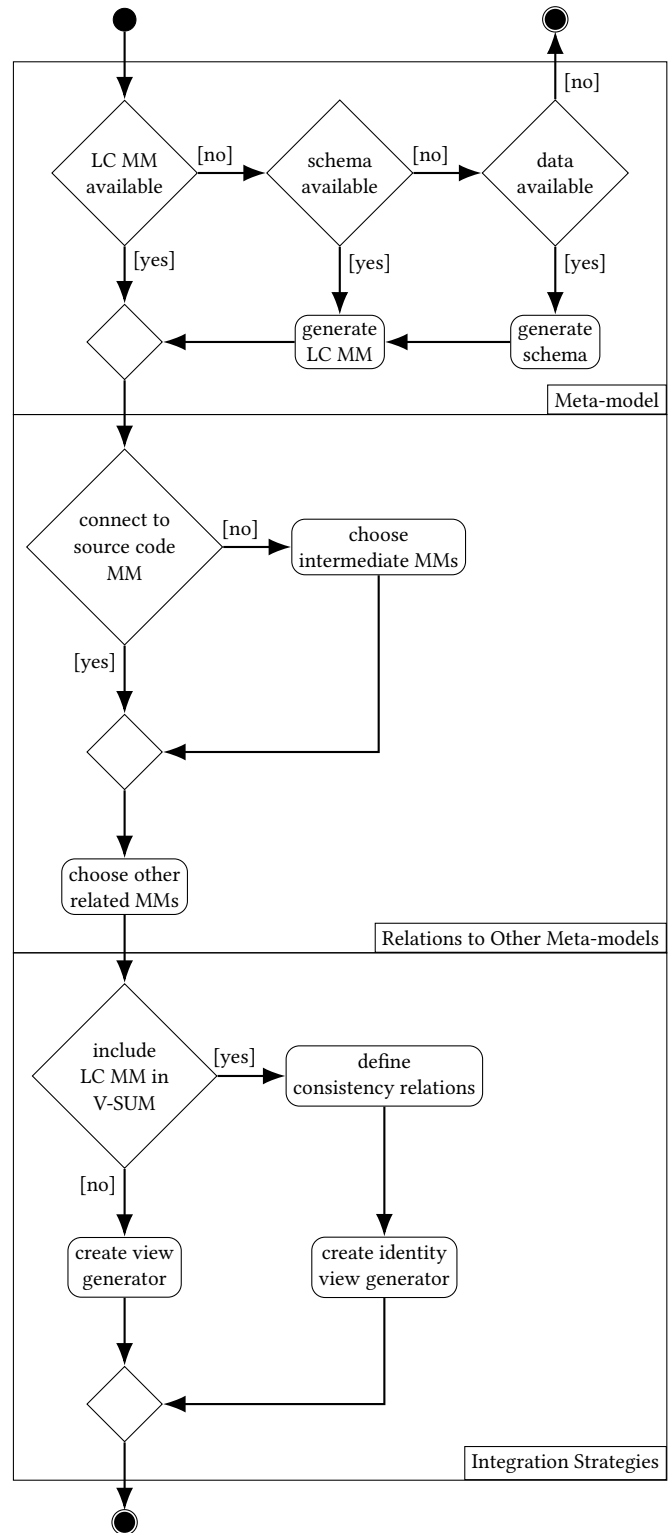 [no]
LC MM
available
[no]
schema
available
[no]
data
available
[yes]
[yes]
[yes]
generate
LC MM
generate
schema
Meta-model
connect to
source code
MM
[no]
choose
intermediate MMs
[yes]
choose other
related MMs
Relations to Other Meta-models
include
LC MM in
V-SUM
[yes]
define
consistency relations
[no]
create view
generator
create identity
view generator
Integration Strategies